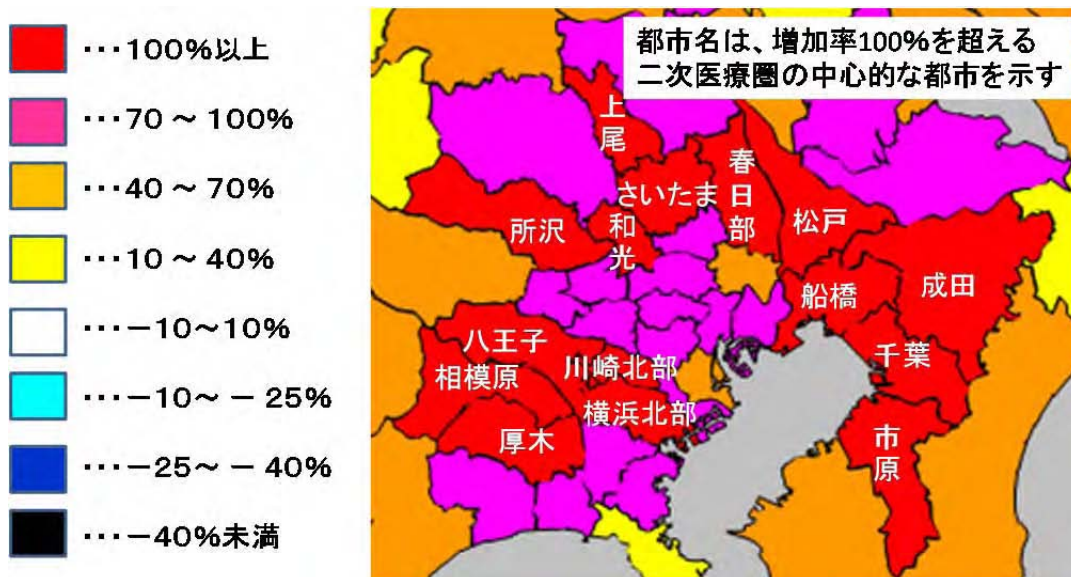 …100%以上
…70 ~ 100%
…40 ~ 70%
…10 ~ 40%
…-10~10%
…-10~ - 25%
…-25~ - 40%
…-40%未満
都市名は、増加率100%を超える
二次医療圏の中心的な都市を示す
上尾
春日部
さいたま
和光
所沢
松戸
船橋
成田
八王子
川崎北部
千葉
相模原
横浜北部
厚木
市原